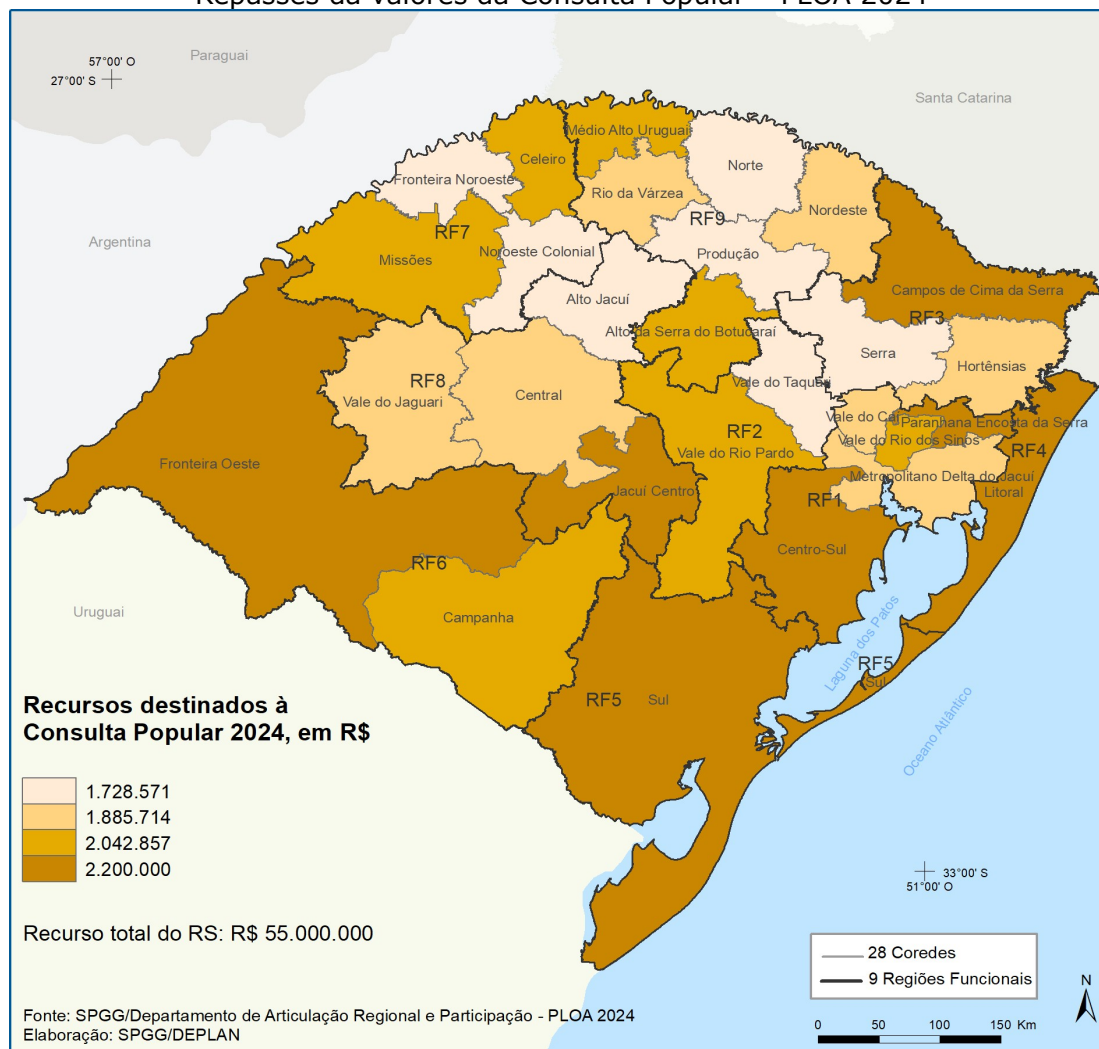 Repasses da Valores da Consulta Popular - PLOA 2024
57°00' O
27°00' S
Paraguai
Santa Catarina
Argentina
Uruguai
Médio Alto Uruguai
Celeiro
Norte
Fronteira Noroeste
Rio da Várzea
Nordeste
RF9
RF7
Noroeste Colonial
Produção
Missões
Campos de Cima da Serra
Alto Jacuí
RF3
Alto da Serra do Botucaraí
Serra
Hortênsias
RF8
Vale do Taquari
Central
Vale do Jaguari
Vale do Caí
Paranhana Encosta da Serra
RF2
Vale do Rio dos Sinos
RF4
Vale do Rio Pardo
Fronteira Oeste
Metropolitano Delta do Jacuí
Jacuí Centro
Litoral
RF1
Centro-Sul
RF6
Campanha
Laguna dos Patos
RF5
Sul
RF5
Sul
Oceano Atlântico
Recursos destinados à
Consulta Popular 2024, em R$
1.728.571
1.885.714
2.042.857
2.200.000
33°00' S
51°00' O
Recurso total do RS: R$ 55.000.000
28 Coredes
9 Regiões Funcionais
N
Fonte: SPGG/Departamento de Articulação Regional e Participação - PLOA 2024
Elaboração: SPGG/DEPLAN
0 50 100 150 Km